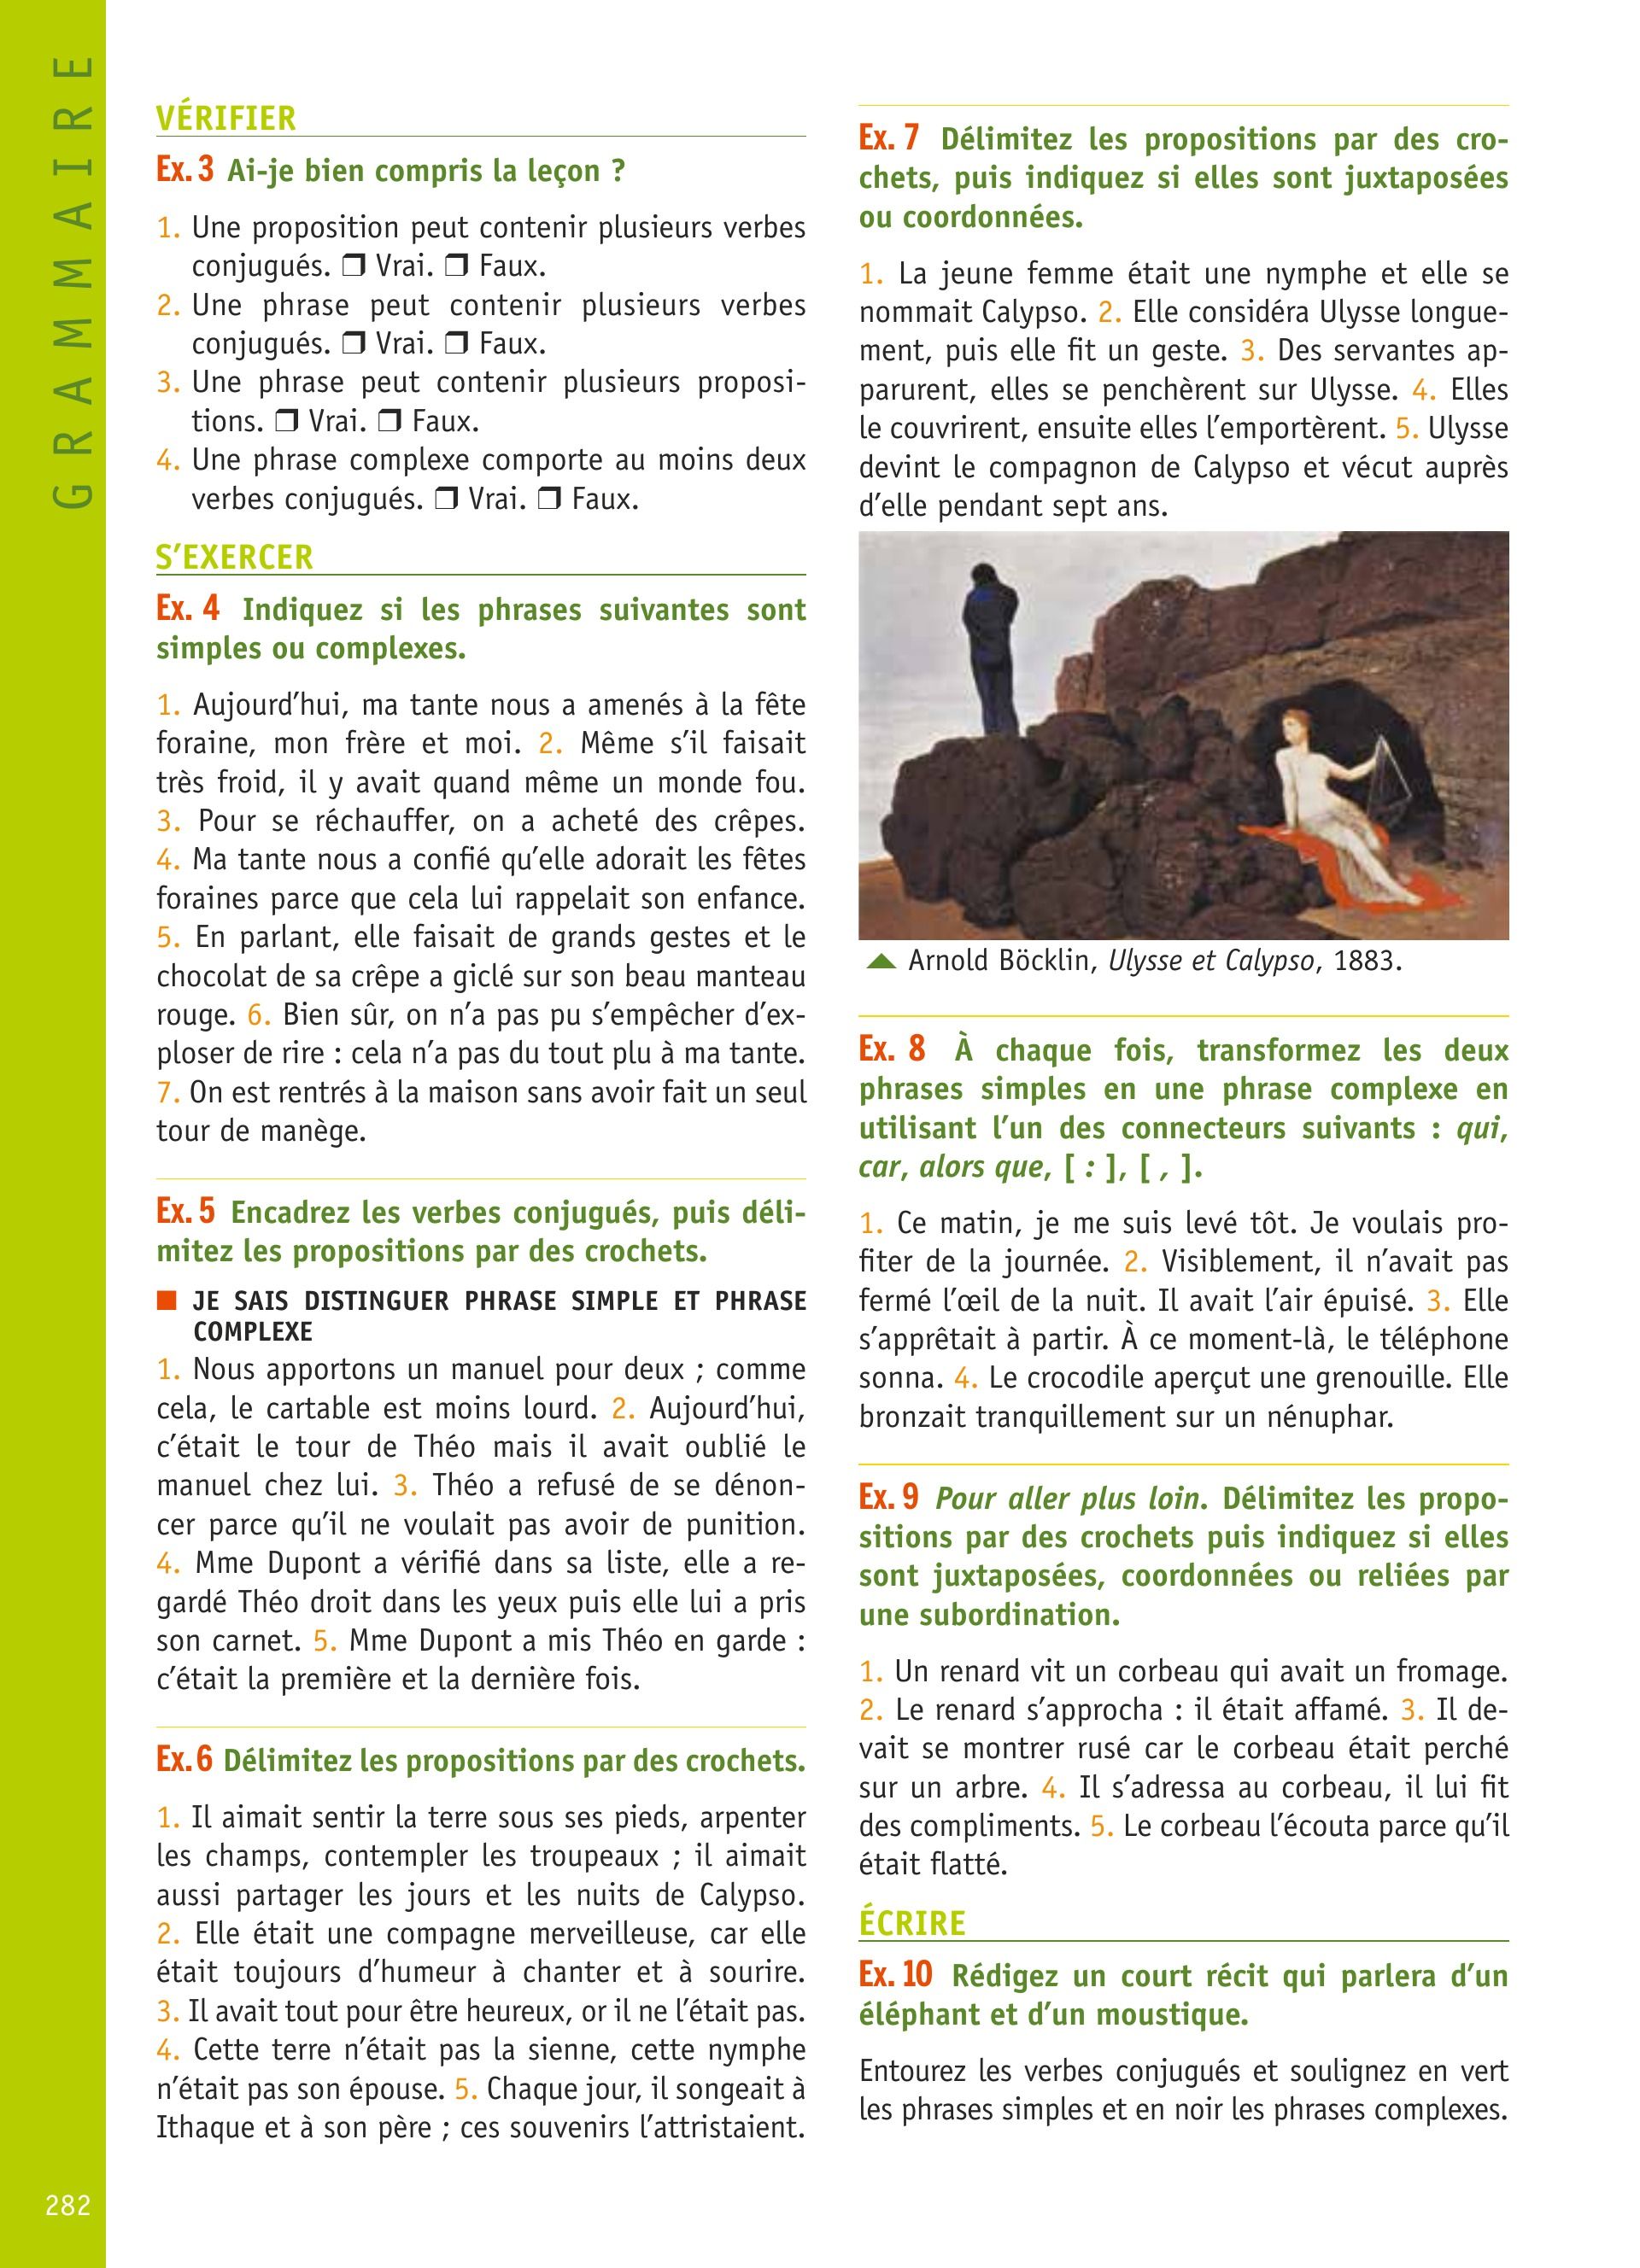 GRAMMAIRE
VÉRIFIER
Ex. 3 Ai-je bien compris la leçon ?
1. Une proposition peut contenir plusieurs verbes
conjugués. ❒ Vrai. ❒ Faux.
2. Une phrase peut contenir plusieurs verbes
conjugués. ❒ Vrai. ❒ Faux.
3. Une phrase peut contenir plusieurs proposi-
tions. ❒ Vrai. ❒ Faux.
4. Une phrase complexe comporte au moins deux
verbes conjugués. ❒ Vrai. ❒ Faux.
S’EXERCER
Ex. 4 Indiquez si les phrases suivantes sont
simples ou complexes.
1. Aujourd’hui, ma tante nous a amenés à la fête
foraine, mon frère et moi. 2. Même s’il faisait
très froid, il y avait quand même un monde fou.
3. Pour se réchauffer, on a acheté des crêpes.
4. Ma tante nous a confié qu’elle adorait les fêtes
foraines parce que cela lui rappelait son enfance.
5. En parlant, elle faisait de grands gestes et le
chocolat de sa crêpe a giclé sur son beau manteau
rouge. 6. Bien sûr, on n’a pas pu s’empêcher d’ex-
ploser de rire : cela n’a pas du tout plu à ma tante.
7. On est rentrés à la maison sans avoir fait un seul
tour de manège.
Ex. 5 Encadrez les verbes conjugués, puis déli-
mitez les propositions par des crochets.
■ JE SAIS DISTINGUER PHRASE SIMPLE ET PHRASE
COMPLEXE
1. Nous apportons un manuel pour deux ; comme
cela, le cartable est moins lourd. 2. Aujourd’hui,
c’était le tour de Théo mais il avait oublié le
manuel chez lui. 3. Théo a refusé de se dénon-
cer parce qu’il ne voulait pas avoir de punition.
4. Mme Dupont a vérifié dans sa liste, elle a re-
gardé Théo droit dans les yeux puis elle lui a pris
son carnet. 5. Mme Dupont a mis Théo en garde :
c’était la première et la dernière fois.
Ex. 6 Délimitez les propositions par des crochets.
1. Il aimait sentir la terre sous ses pieds, arpenter
les champs, contempler les troupeaux ; il aimait
aussi partager les jours et les nuits de Calypso.
2. Elle était une compagne merveilleuse, car elle
était toujours d’humeur à chanter et à sourire.
3. Il avait tout pour être heureux, or il ne l’était pas.
4. Cette terre n’était pas la sienne, cette nymphe
n’était pas son épouse. 5. Chaque jour, il songeait à
Ithaque et à son père ; ces souvenirs l’attristaient.
Ex. 7 Délimitez les propositions par des cro-
chets, puis indiquez si elles sont juxtaposées
ou coordonnées.
1. La jeune femme était une nymphe et elle se
nommait Calypso. 2. Elle considéra Ulysse longue-
ment, puis elle fit un geste. 3. Des servantes ap-
parurent, elles se penchèrent sur Ulysse. 4. Elles
le couvrirent, ensuite elles l’emportèrent. 5. Ulysse
devint le compagnon de Calypso et vécut auprès
d’elle pendant sept ans.
▲ Arnold Böcklin, Ulysse et Calypso, 1883.
Ex. 8 À chaque fois, transformez les deux
phrases simples en une phrase complexe en
utilisant l’un des connecteurs suivants : qui,
car, alors que, [ : ], [ , ].
1. Ce matin, je me suis levé tôt. Je voulais pro-
fiter de la journée. 2. Visiblement, il n’avait pas
fermé l’œil de la nuit. Il avait l’air épuisé. 3. Elle
s’apprêtait à partir. À ce moment-là, le téléphone
sonna. 4. Le crocodile aperçut une grenouille. Elle
bronzait tranquillement sur un nénuphar.
Ex. 9 Pour aller plus loin. Délimitez les propo-
sitions par des crochets puis indiquez si elles
sont juxtaposées, coordonnées ou reliées par
une subordination.
1. Un renard vit un corbeau qui avait un fromage.
2. Le renard s’approcha : il était affamé. 3. Il de-
vait se montrer rusé car le corbeau était perché
sur un arbre. 4. Il s’adressa au corbeau, il lui fit
des compliments. 5. Le corbeau l’écouta parce qu’il
était flatté.
ÉCRIRE
Ex. 10 Rédigez un court récit qui parlera d’un
éléphant et d’un moustique.
Entourez les verbes conjugués et soulignez en vert
les phrases simples et en noir les phrases complexes.
282